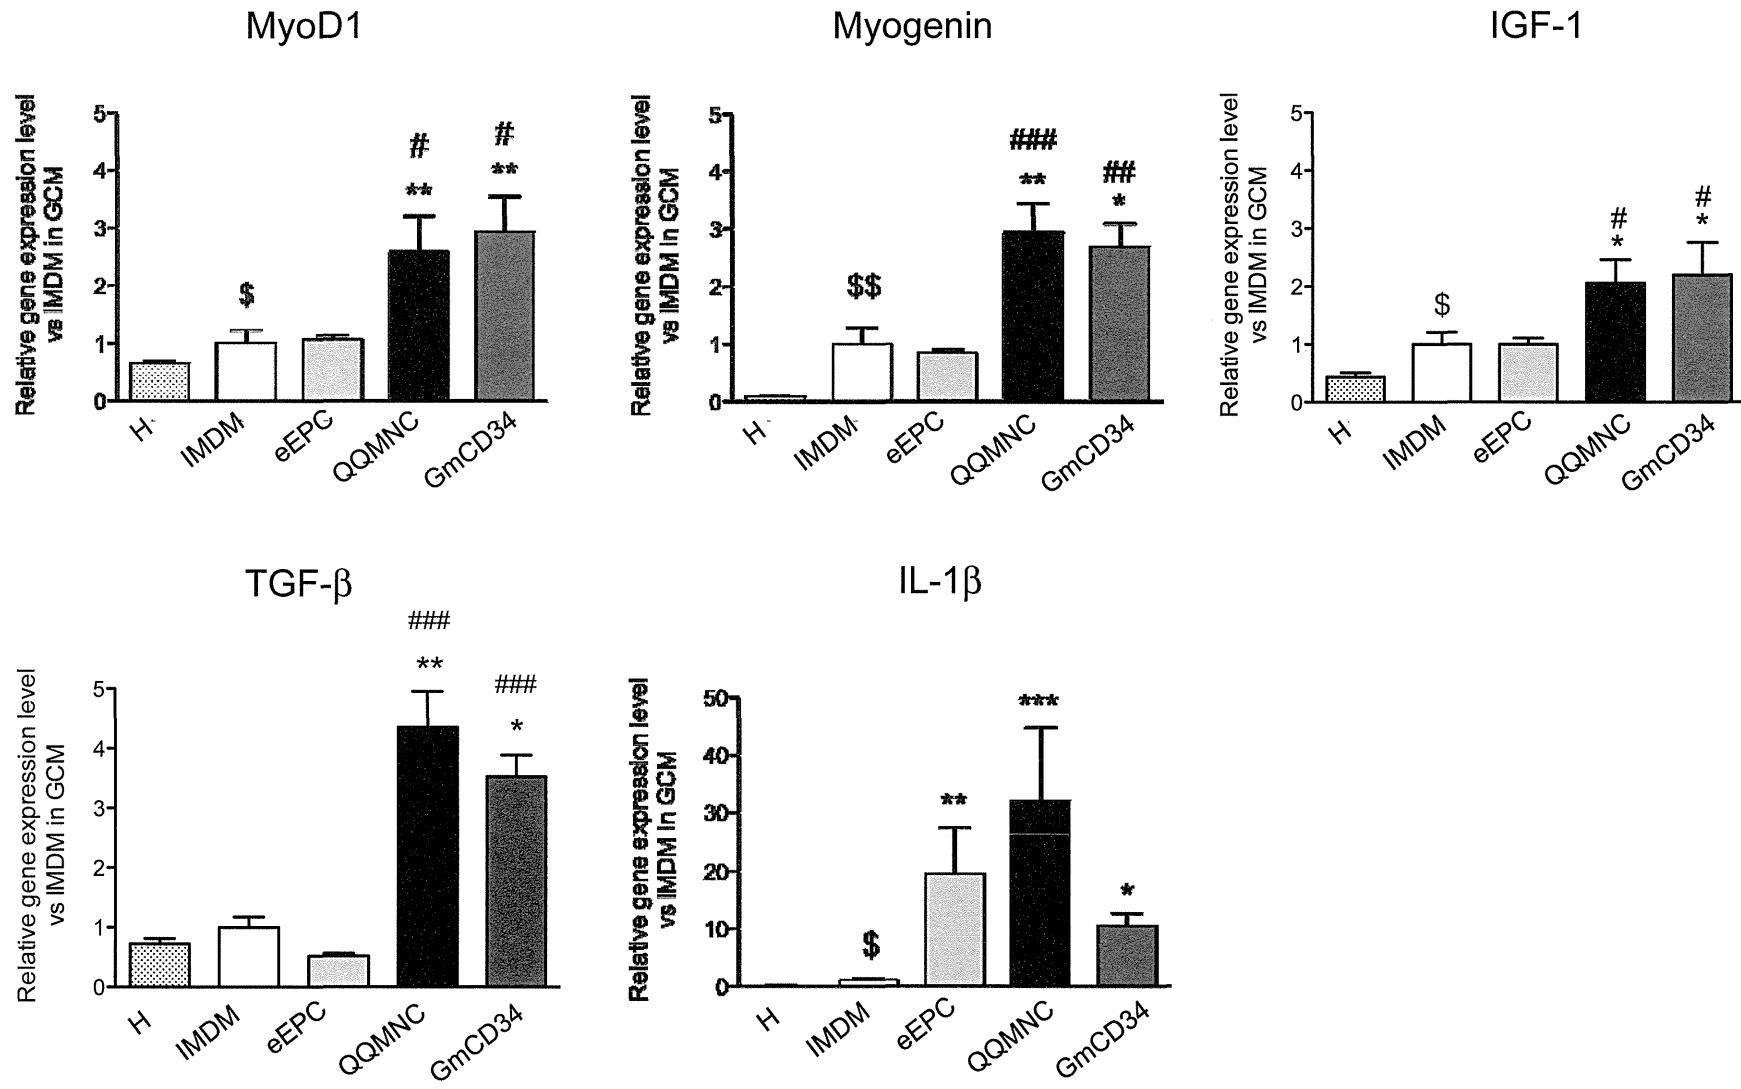 MyoD1
Relative gene expression level
vs IMDM in GCM
5
4
3
2
1
0
$
#
**
#
**
H
IMDM
eEPC
QQMNC
GmCD34
Myogenin
Relative gene expression level
vs IMDM in GCM
5
4
3
2
1
0
$$
###
**
##
*
H
IMDM
eEPC
QQMNC
GmCD34
IGF-1
Relative gene expression level
vs IMDM in GCM
5
4
3
2
1
0
$
#
*
#
*
H
IMDM
eEPC
QQMNC
GmCD34
TGF-β
Relative gene expression level
vs IMDM in GCM
5
4
3
2
1
0
###
**
###
*
H
IMDM
eEPC
QQMNC
GmCD34
IL-1β
Relative gene expression level
vs IMDM in GCM
50
40
30
20
10
0
$
**
***
*
H
IMDM
eEPC
QQMNC
GmCD34